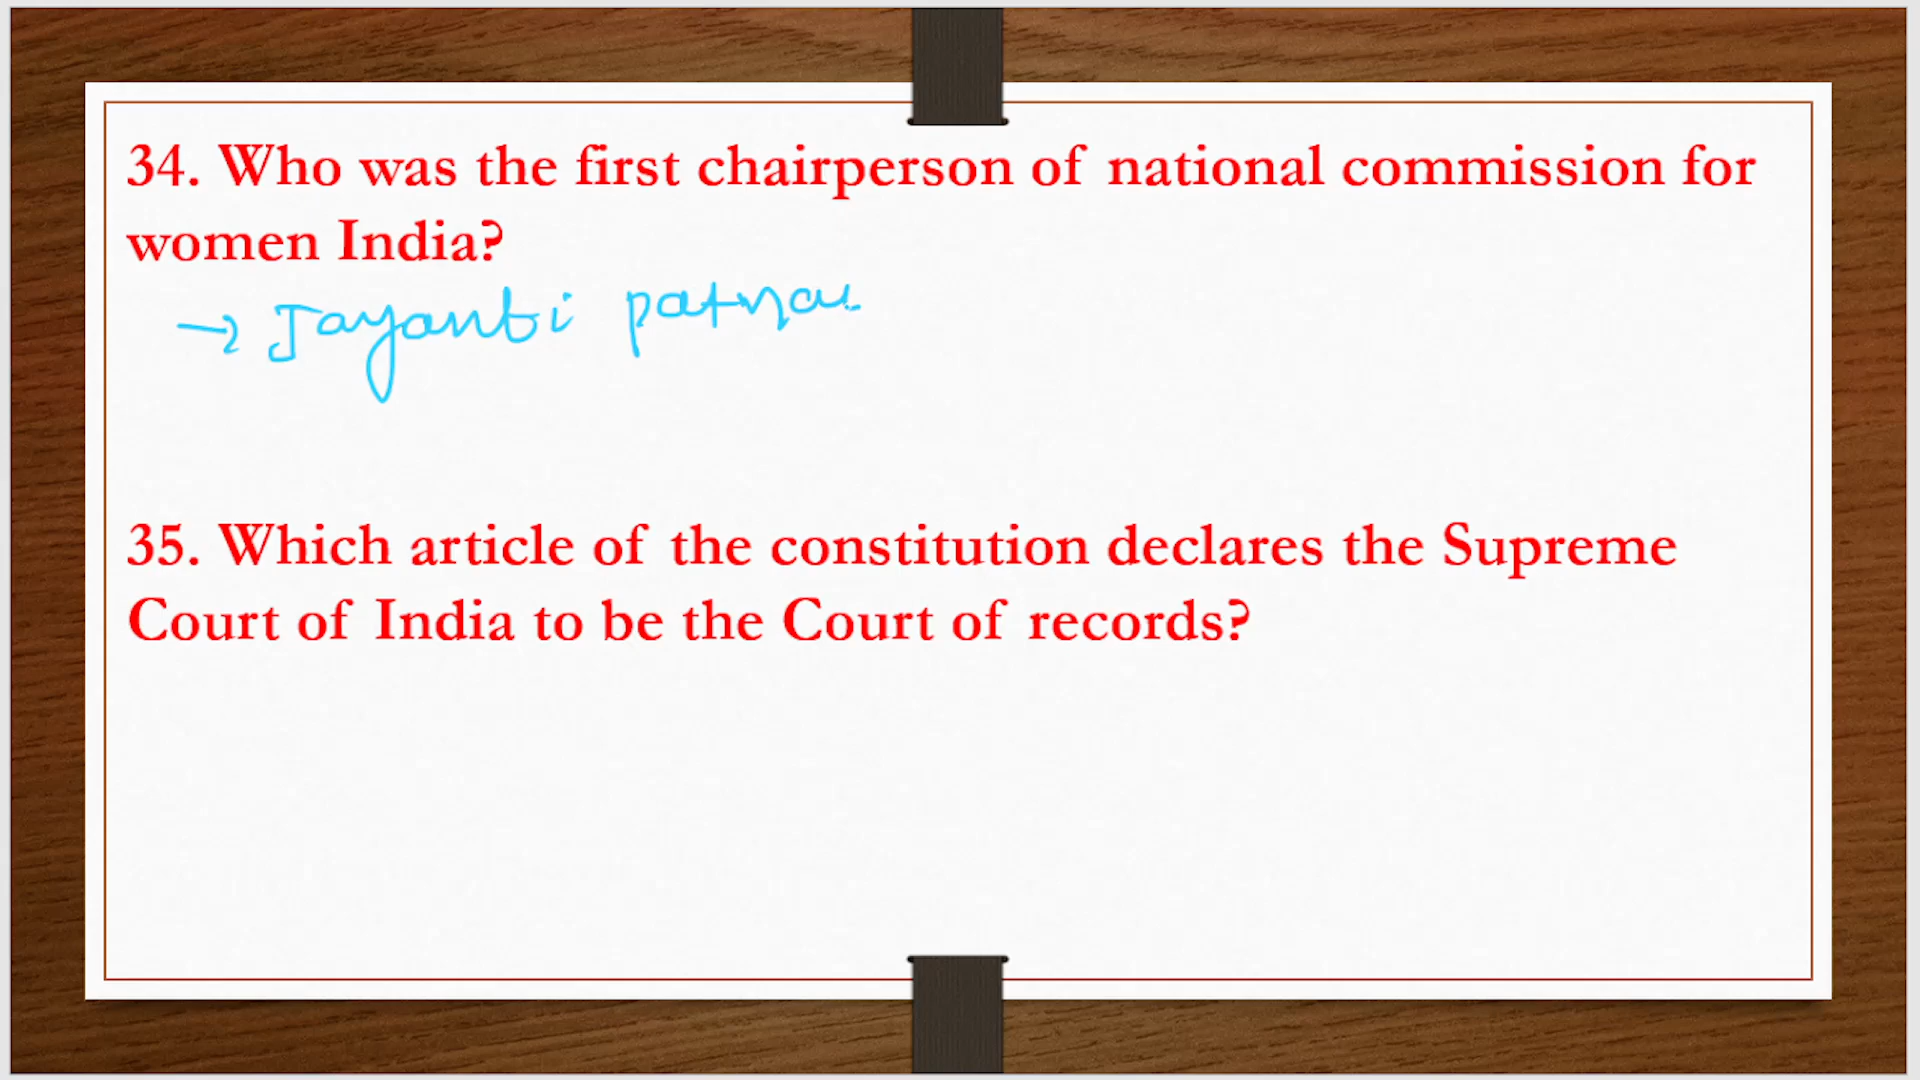 34. Who was the first chairperson of national commission for
women India?
→ Jayanti patnai
35. Which article of the constitution declares the Supreme
Court of India to be the Court of records?